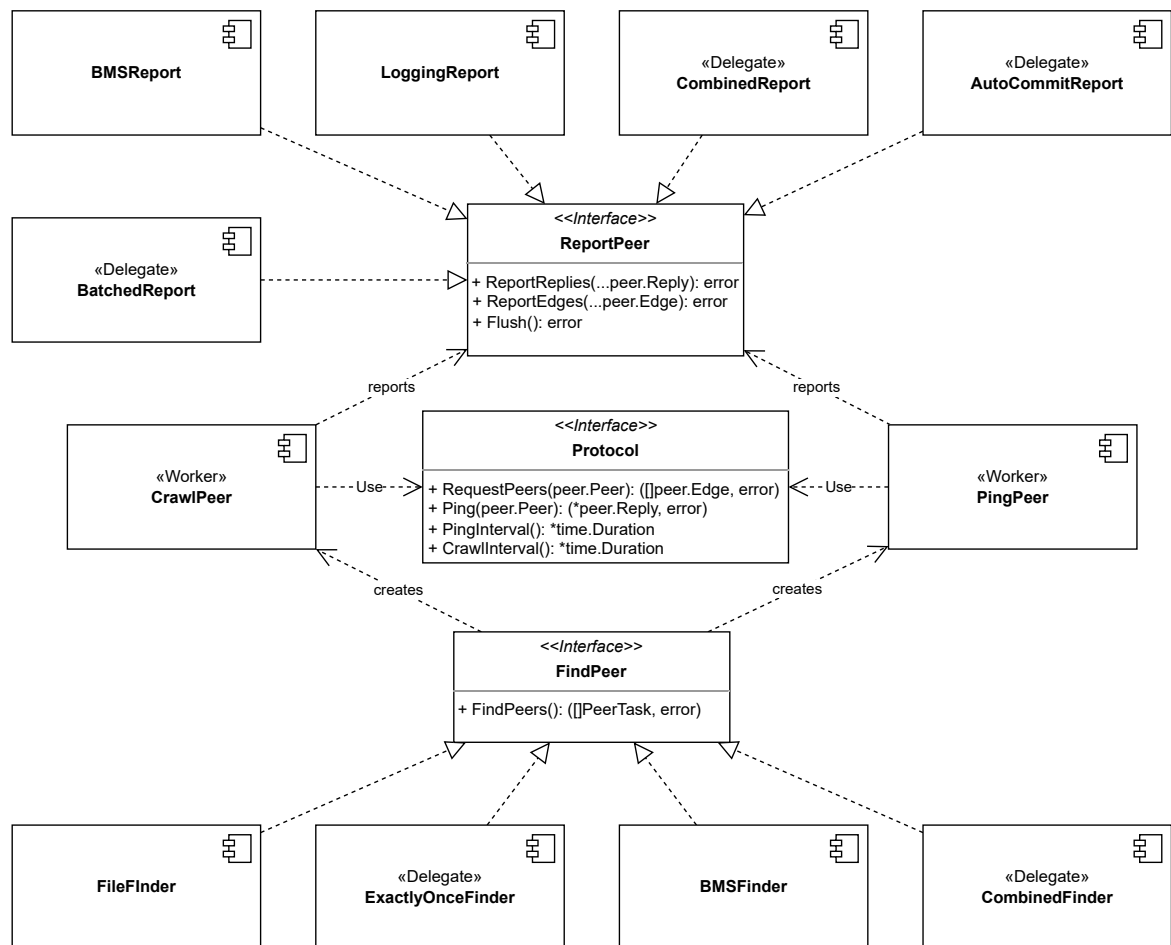 BMSReport
LoggingReport
«Delegate»
CombinedReport
«Delegate»
AutoCommitReport
<<Interface>>
ReportPeer
+ ReportReplies(...peer.Reply): error
+ ReportEdges(...peer.Edge): error
+ Flush(): error
«Delegate»
BatchedReport
reports
reports
<<Interface>>
Protocol
+ RequestPeers(peer.Peer): ([]peer.Edge, error)
+ Ping(peer.Peer): (*peer.Reply, error)
+ PingInterval(): *time.Duration
+ CrawlInterval(): *time.Duration
«Worker»
CrawlPeer
Use
Use
«Worker»
PingPeer
creates
creates
<<Interface>>
FindPeer
+ FindPeers(): ([]PeerTask, error)
FileFInder
«Delegate»
ExactlyOnceFinder
BMSFinder
«Delegate»
CombinedFinder